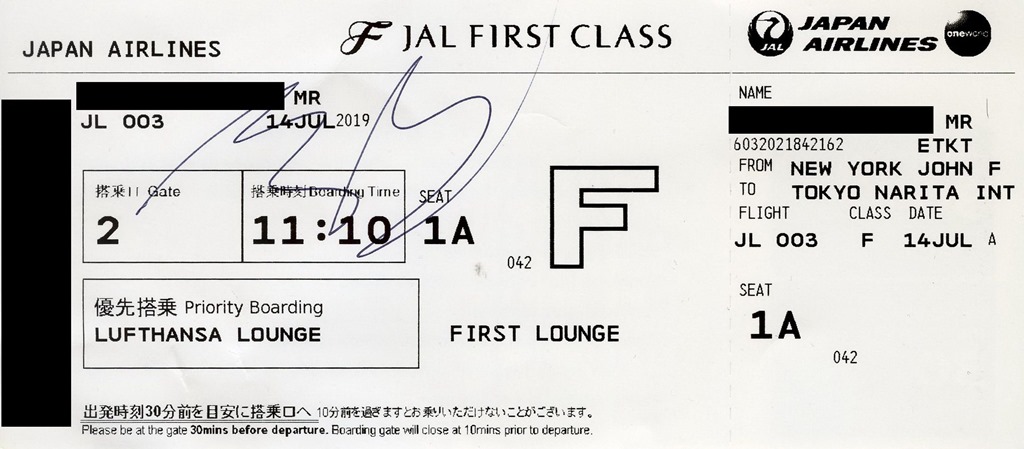 JAPAN AIRLINES
JAL FIRST CLASS
MR
JL 003 14JUL2019
搭乗口 Gate
2
搭乗時刻 Boarding Time
11:10
SEAT
1A
042
F
優先搭乗 Priority Boarding
LUFTHANSA LOUNGE
FIRST LOUNGE
出発時刻30分前を目安に搭乗口へ 10分前を過ぎますとお乗りいただけないことがございます。
Please be at the gate 30mins before departure. Boarding gate will close at 10mins prior to departure.
JAL
JAPAN
AIRLINES
oneworld
NAME
MR
6032021842162 ETKT
FROM NEW YORK JOHN F
TO TOKYO NARITA INT
FLIGHT CLASS DATE
JL 003 F 14JUL A
SEAT
1A
042